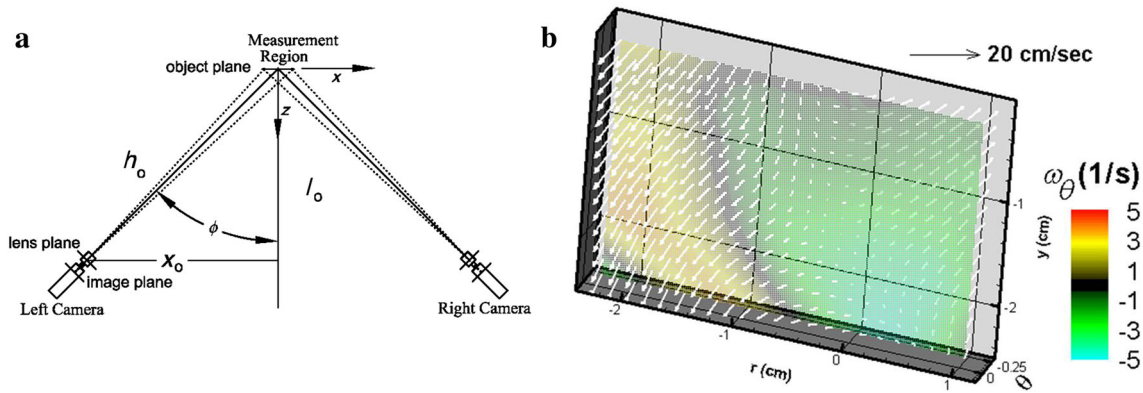 a
Measurement
Region
object plane
x
z
h
o
l
o
ϕ
lens plane
x
o
image plane
Left Camera
Right Camera
b
20 cm/sec
ω
θ
(1/s)
5
3
1
0
-1
-3
-5
-1
-2
y (cm)
-2
-1
0
1
r (cm)
-0.25
0
θ